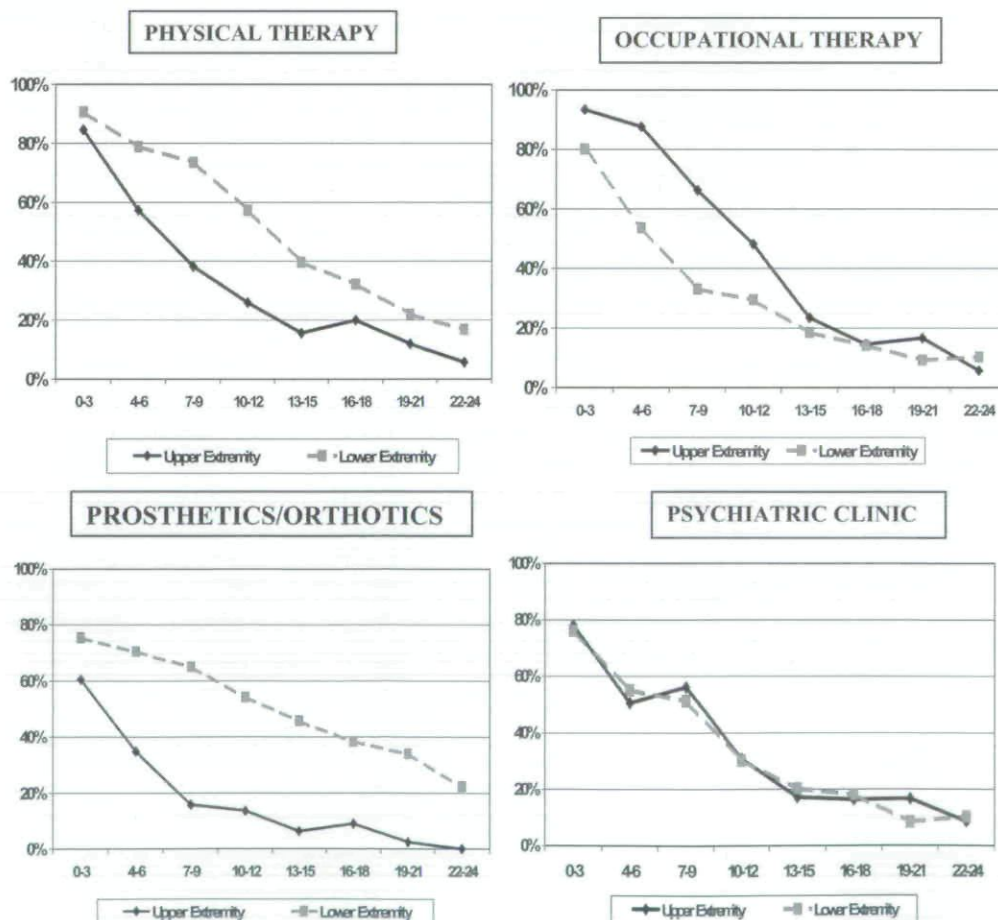 PHYSICAL THERAPY
100%
80%
60%
40%
20%
0%
0-3 4-6 7-9 10-12 13-15 16-18 19-21 22-24
Upper Extremity Lower Extremity
OCCUPATIONAL THERAPY
100%
80%
60%
40%
20%
0%
0-3 4-6 7-9 10-12 13-15 16-18 19-21 22-24
Upper Extremity Lower Extremity
PROSTHETICS/ORTHOTICS
100%
80%
60%
40%
20%
0%
0-3 4-6 7-9 10-12 13-15 16-18 19-21 22-24
Upper Extremity Lower Extremity
PSYCHIATRIC CLINIC
100%
80%
60%
40%
20%
0%
0-3 4-6 7-9 10-12 13-15 16-18 19-21 22-24
Upper Extremity Lower Extremity